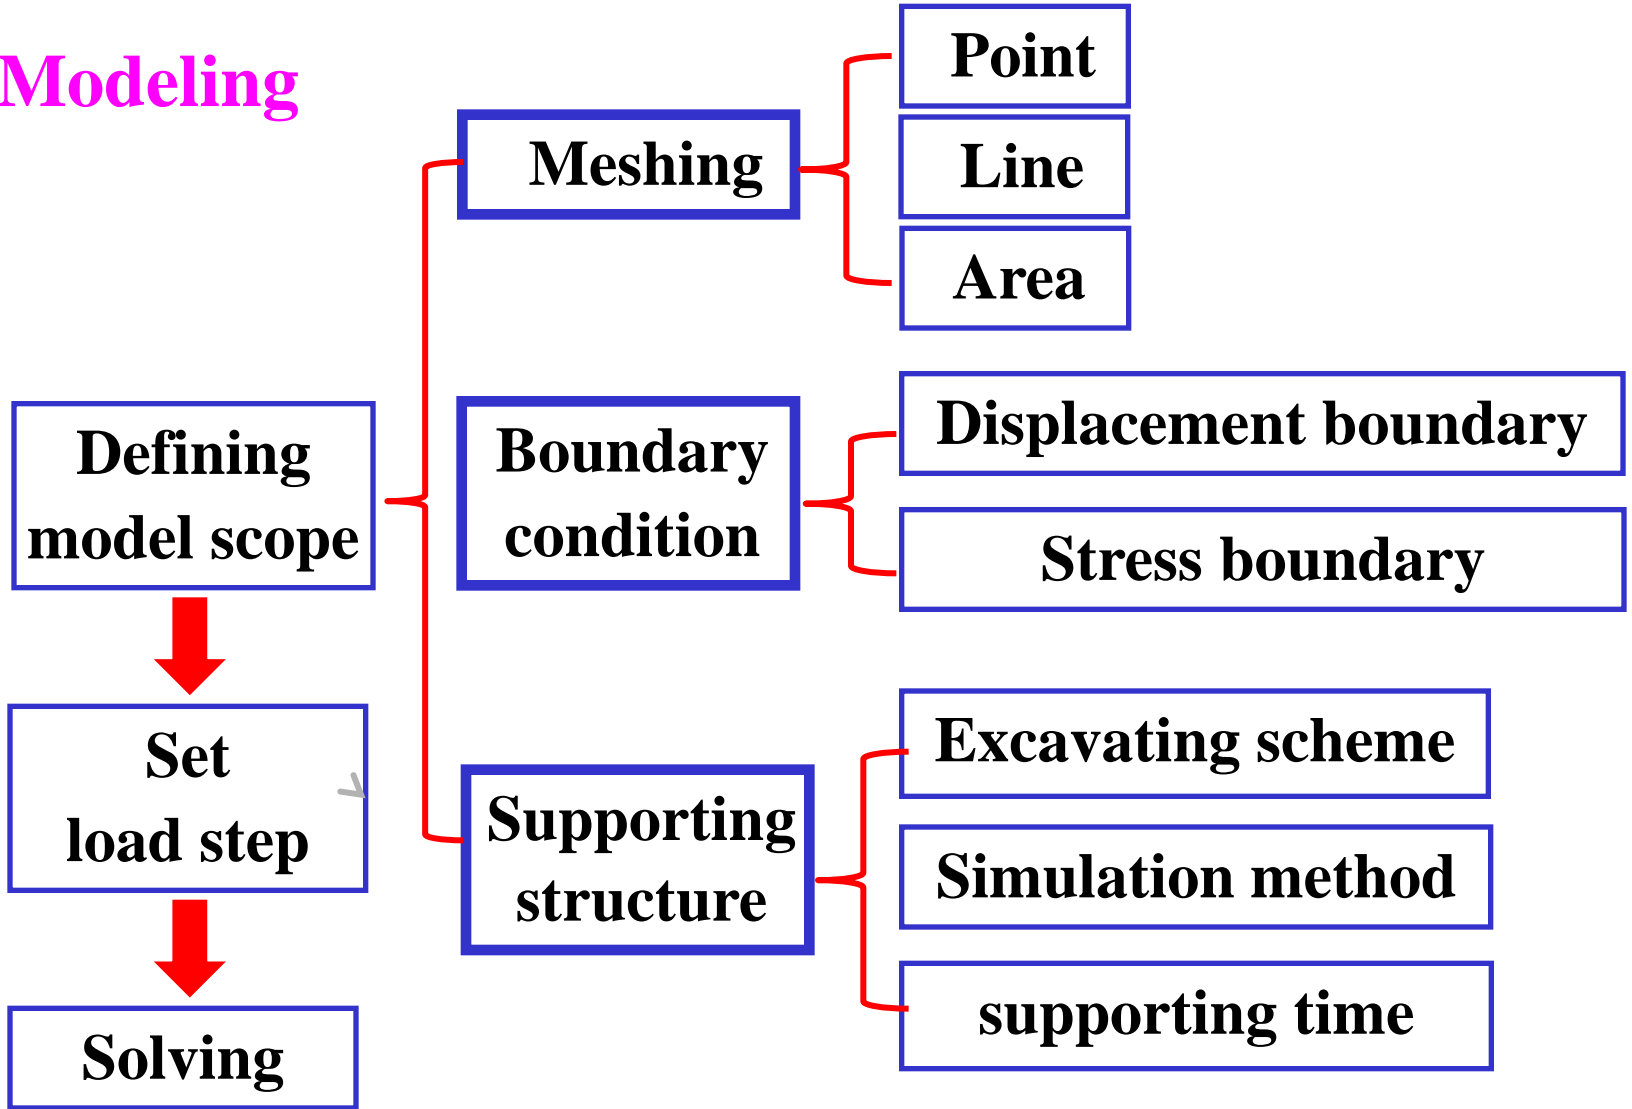 Modeling
Point
Meshing
Line
Area
Defining
model scope
Boundary
condition
Displacement boundary
Stress boundary
Set
load step
Supporting
structure
Excavating scheme
Simulation method
supporting time
Solving